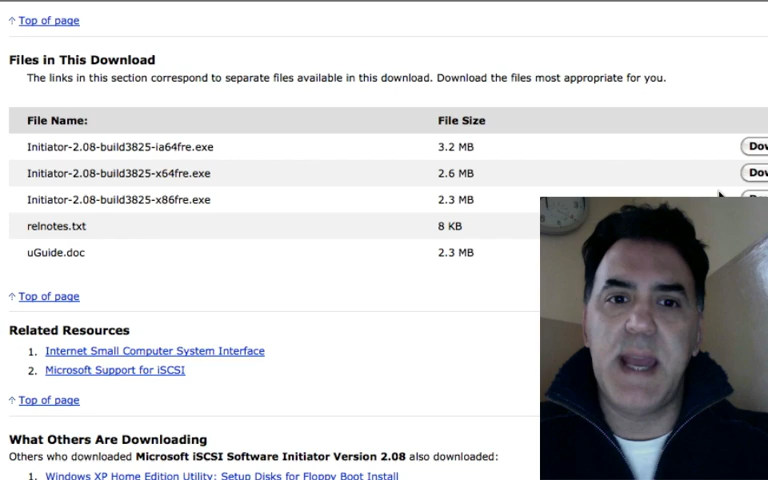 ↑ Top of page
Files in This Download
The links in this section correspond to separate files available in this download. Download the files most appropriate for you.
File Name: File Size
Initiator-2.08-build3825-ia64fre.exe 3.2 MB
Initiator-2.08-build3825-x64fre.exe 2.6 MB
Initiator-2.08-build3825-x86fre.exe 2.3 MB
relnotes.txt 8 KB
uGuide.doc 2.3 MB
↑ Top of page
Related Resources
1. Internet Small Computer System Interface
2. Microsoft Support for iSCSI
↑ Top of page
What Others Are Downloading
Others who downloaded Microsoft iSCSI Software Initiator Version 2.08 also downloaded:
1. Windows XP Home Edition Utility: Setup Disks for Floppy Boot Install